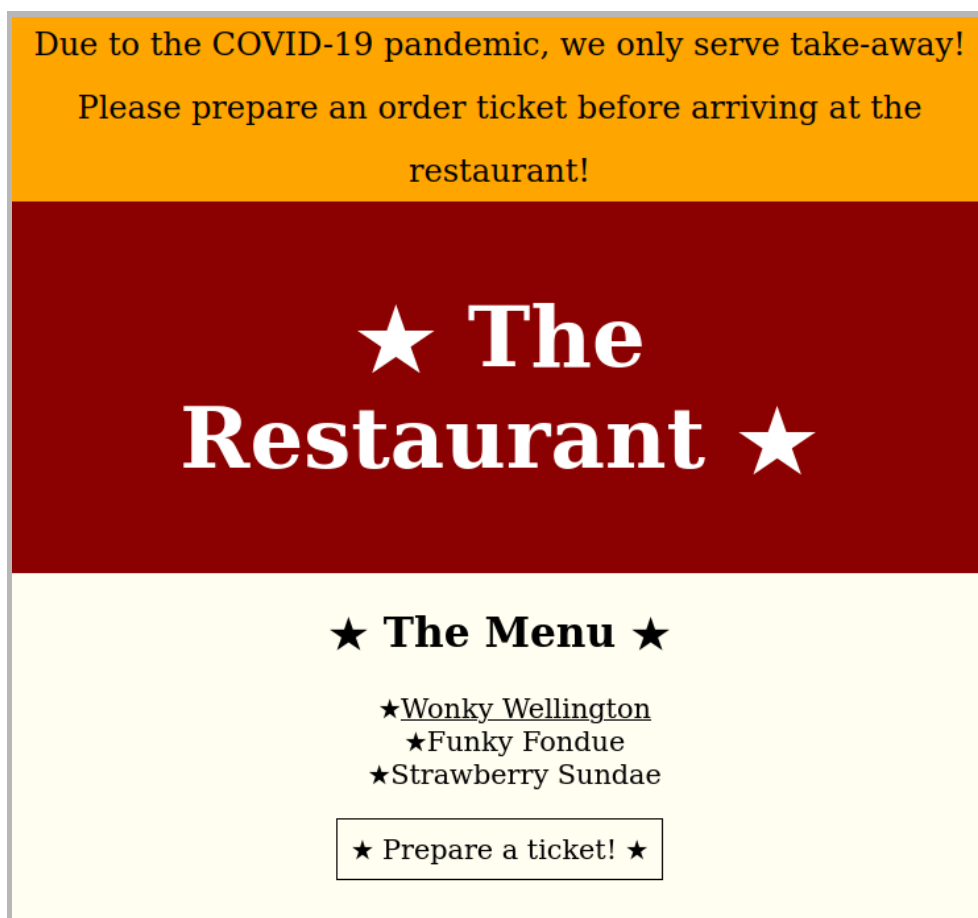 Due to the COVID-19 pandemic, we only serve take-away!
Please prepare an order ticket before arriving at the
restaurant!
★ The
Restaurant ★
★ The Menu ★
★Wonky Wellington
★Funky Fondue
★Strawberry Sundae
★ Prepare a ticket! ★